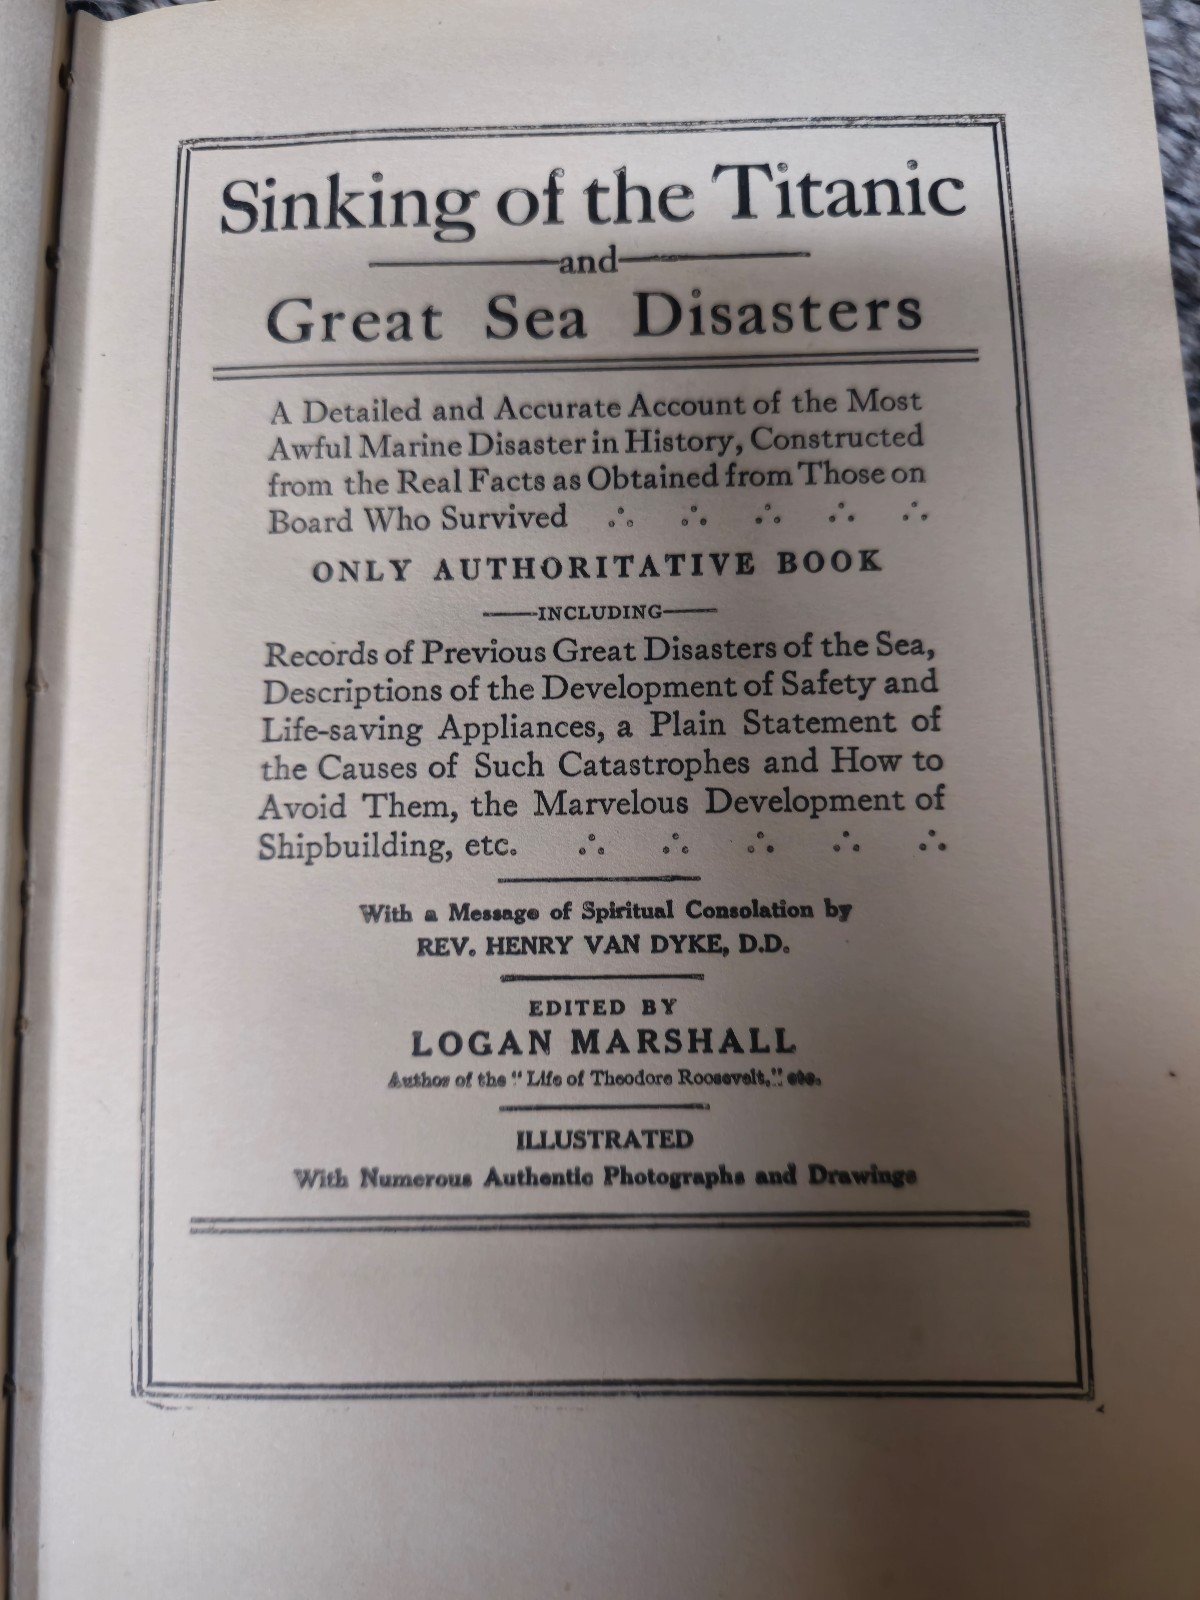 Sinking of the Titanic
and
Great Sea Disasters
A Detailed and Accurate Account of the Most
Awful Marine Disaster in History, Constructed
from the Real Facts as Obtained from Those on
Board Who Survived ∴ ∴ ∴ ∴ ∴
ONLY AUTHORITATIVE BOOK
INCLUDING
Records of Previous Great Disasters of the Sea,
Descriptions of the Development of Safety and
Life-saving Appliances, a Plain Statement of
the Causes of Such Catastrophes and How to
Avoid Them, the Marvelous Development of
Shipbuilding, etc. ∴ ∴ ∴ ∴ ∴
With a Message of Spiritual Consolation by
REV. HENRY VAN DYKE, D.D.
EDITED BY
LOGAN MARSHALL
Author of the "Life of Theodore Roosevelt," etc.
ILLUSTRATED
With Numerous Authentic Photographs and Drawings